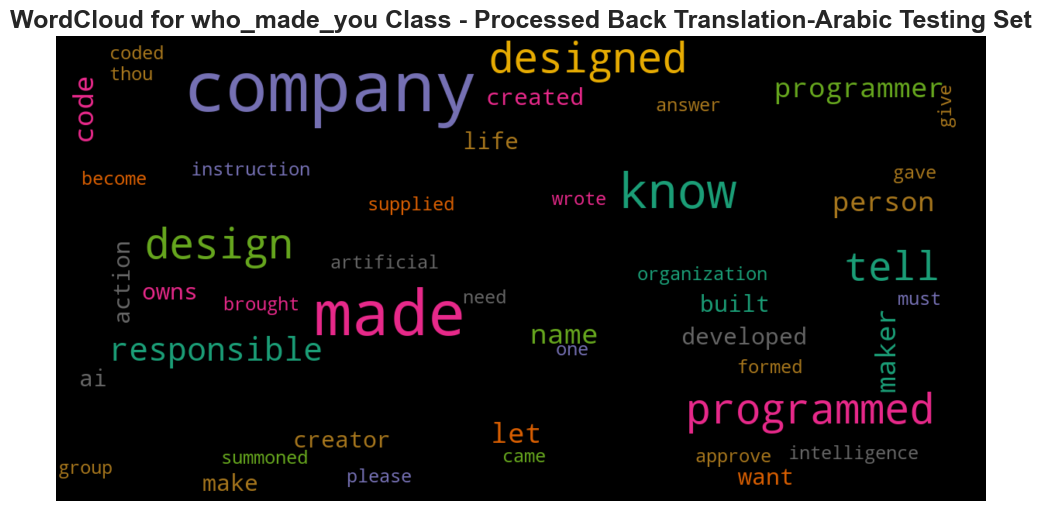 WordCloud for who_made_you Class - Processed Back Translation-Arabic Testing Set
coded
thou
code
company
designed
created
answer
programmer
give
life
become
instruction
supplied
wrote
know
gave
person
design
action
artificial
organization
tell
owns
brought
made
need
built
must
responsible
name
one
developed
maker
ai
formed
programmed
creator
let
summoned
came
approve
intelligence
group
make
please
want